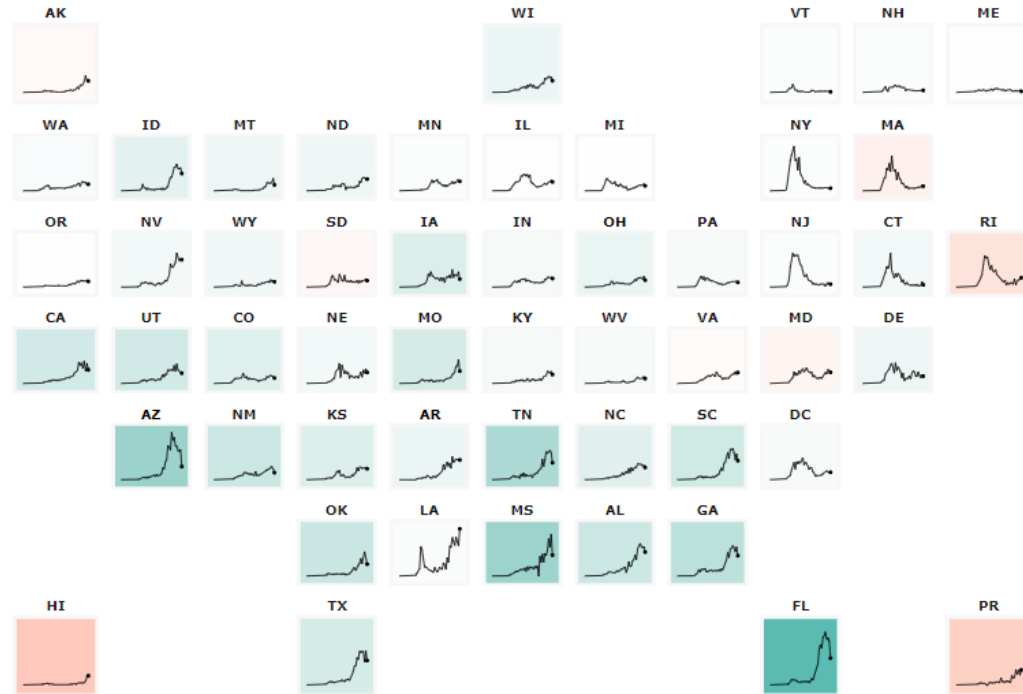 AK WI VT NH ME
WA ID MT ND MN IL MI NY MA
OR NV WY SD IA IN OH PA NJ CT RI
CA UT CO NE MO KY WV VA MD DE
AZ NM KS AR TN NC SC DC
OK LA MS AL GA
HI TX FL PR